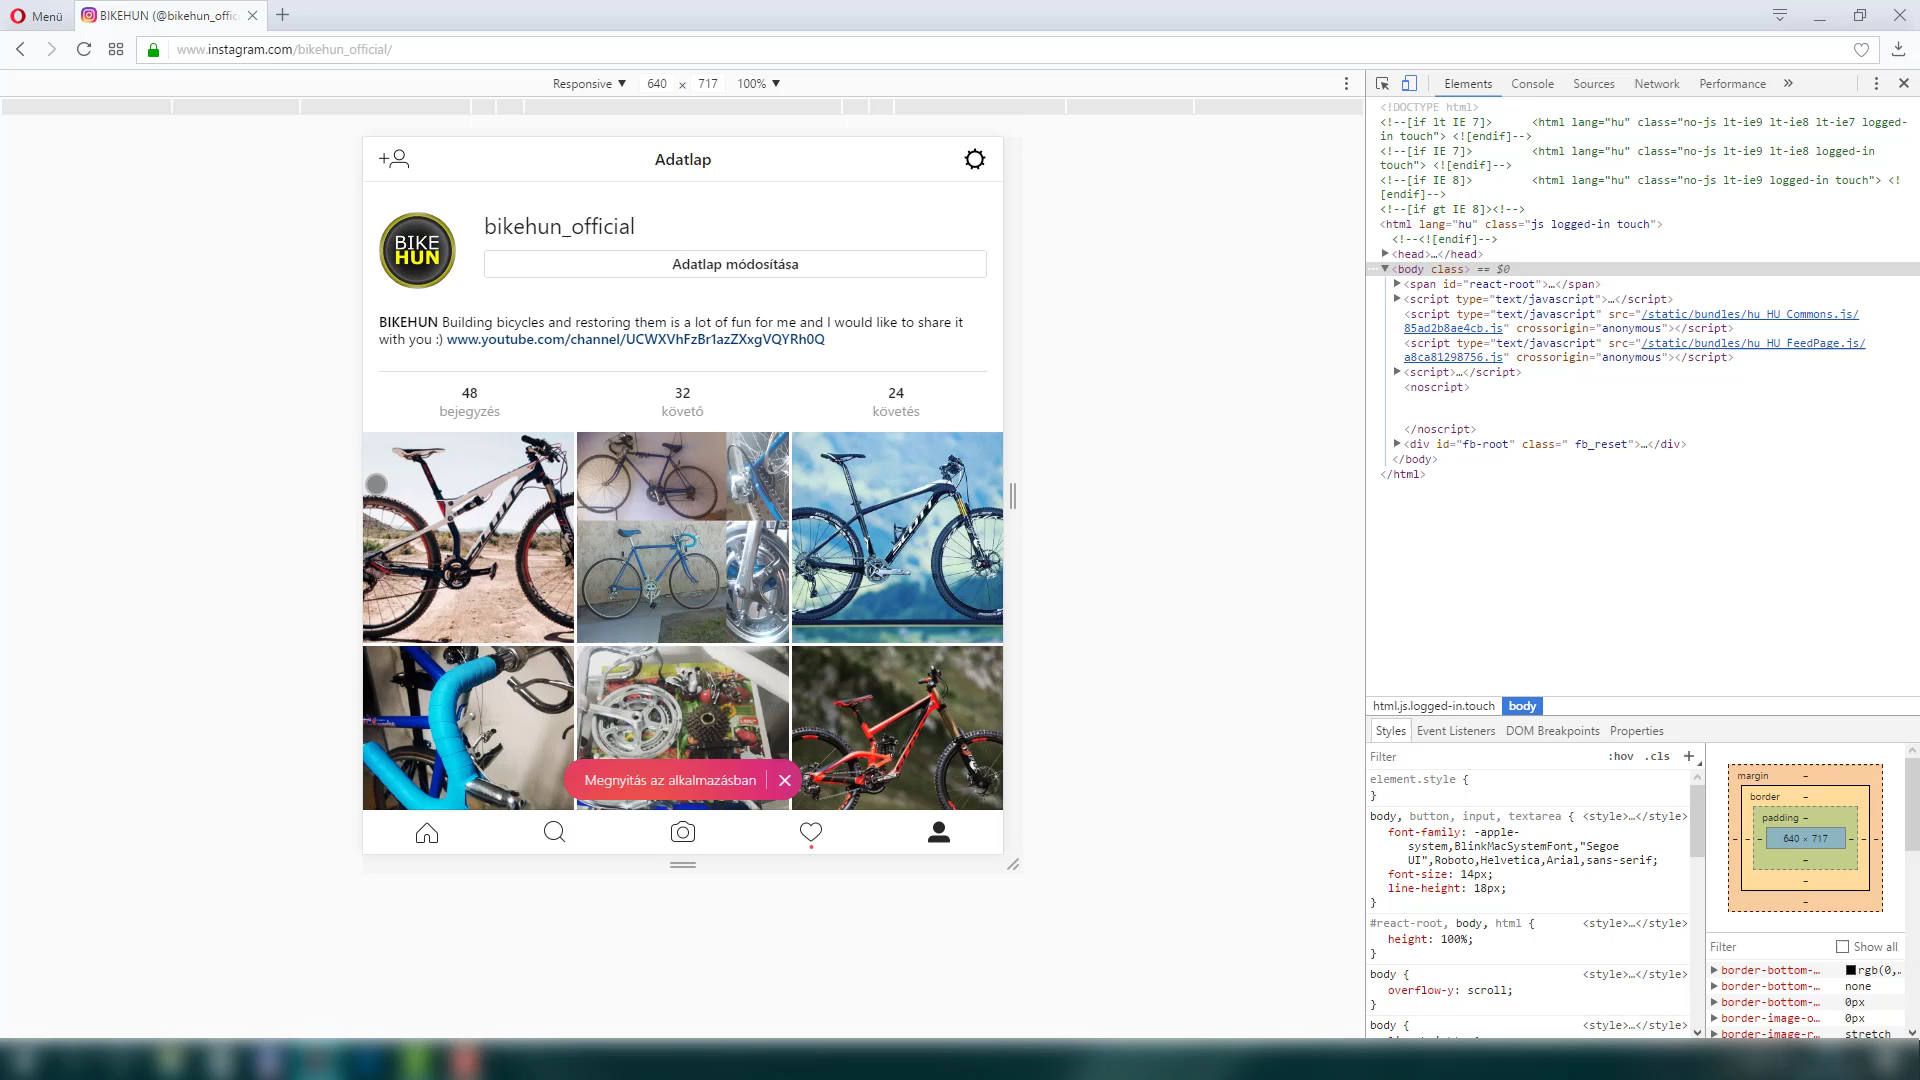 Menü
BIKEHUN (@bikehun_offic
www.instagram.com/bikehun_official/
Responsive ▼ 640 x 717 100% ▼
Adatlap
BIKE
HUN
bikehun_official
Adatlap módosítása
BIKEHUN Building bicycles and restoring them is a lot of fun for me and I would like to share it
with you :) www.youtube.com/channel/UCWXVhFzBr1azZXxgVQYRh0Q
48 32 24
bejegyzés követő követés
SCOTT
Megnyitás az alkalmazásban
Elements Console Sources Network Performance »
<!DOCTYPE html>
<!--[if lt IE 7]> <html lang="hu" class="no-js lt-ie9 lt-ie8 lt-ie7 logged-
in touch"> <![endif]-->
<!--[if IE 7]> <html lang="hu" class="no-js lt-ie9 lt-ie8 logged-in
touch"> <![endif]-->
<!--[if IE 8]> <html lang="hu" class="no-js lt-ie9 logged-in touch"> <!
[endif]-->
<!--[if gt IE 8]><!-->
<html lang="hu" class="js logged-in touch">
<!--<![endif]-->
<head>…</head>
<body class> == $0
<span id="react-root">…</span>
<script type="text/javascript">…</script>
<script type="text/javascript" src="/static/bundles/hu_HU_Commons.js/
85ad2b8ae4cb.js" crossorigin="anonymous"></script>
<script type="text/javascript" src="/static/bundles/hu_HU_FeedPage.js/
a8ca81298756.js" crossorigin="anonymous"></script>
<script>…</script>
<noscript>
</noscript>
<div id="fb-root" class=" fb_reset">…</div>
</body>
</html>
html.js.logged-in.touch body
Styles Event Listeners DOM Breakpoints Properties
Filter :hov .cls +
element.style {
}
body, button, input, textarea { <style>…</style>
font-family: -apple-
system,BlinkMacSystemFont,"Segoe
UI",Roboto,Helvetica,Arial,sans-serif;
font-size: 14px;
line-height: 18px;
}
#react-root, body, html { <style>…</style>
height: 100%;
}
body { <style>…</style>
overflow-y: scroll;
}
body { <style>…</style>
margin –
border –
padding –
640 × 717
Filter Show all
border-bottom-… rgb(0,…
border-bottom-… none
border-bottom-… 0px
border-image-o… 0px
border-image-r… stretch